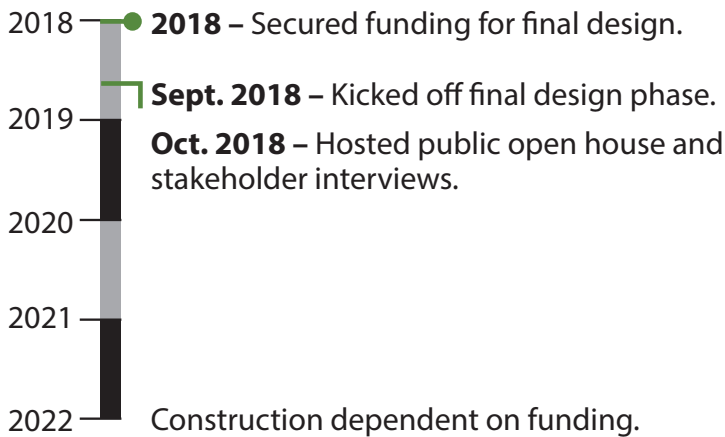 2018
2018 – Secured funding for final design.
Sept. 2018 – Kicked off final design phase.
2019
Oct. 2018 – Hosted public open house and
stakeholder interviews.
2020
2021
2022
Construction dependent on funding.